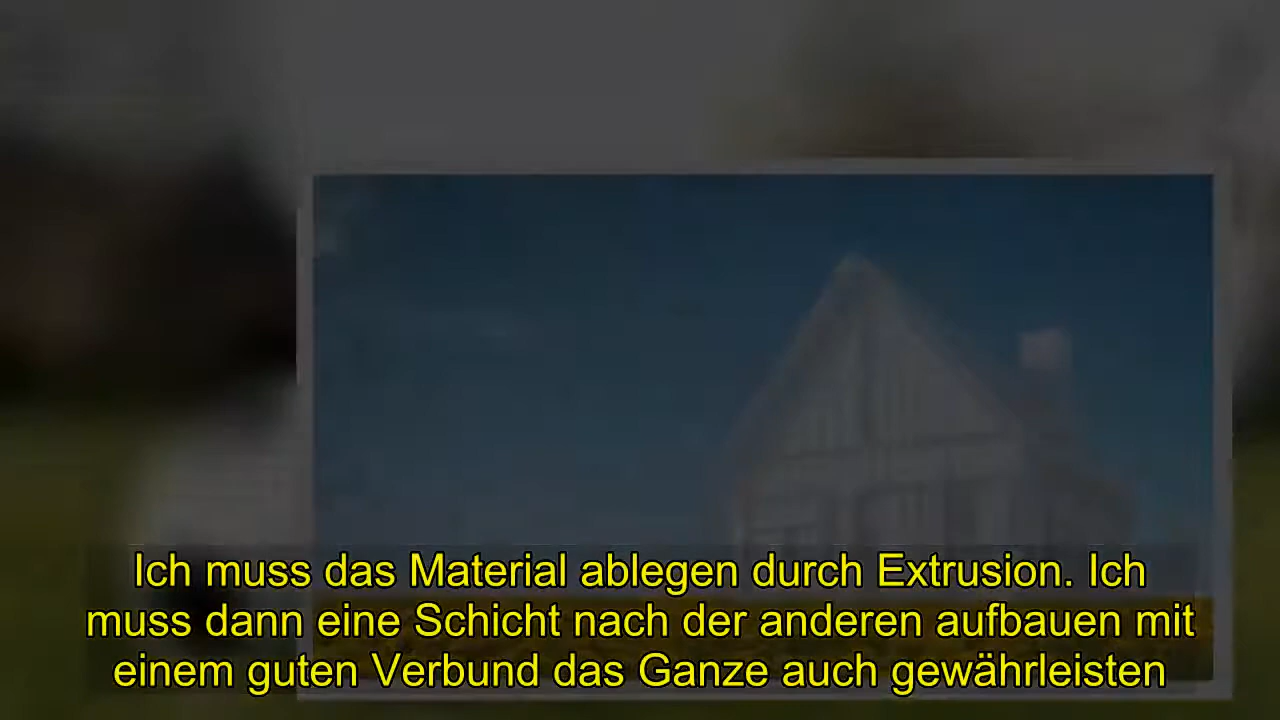 Ich muss das Material ablegen durch Extrusion. Ich
muss dann eine Schicht nach der anderen aufbauen mit
einem guten Verbund das Ganze auch gewährleisten